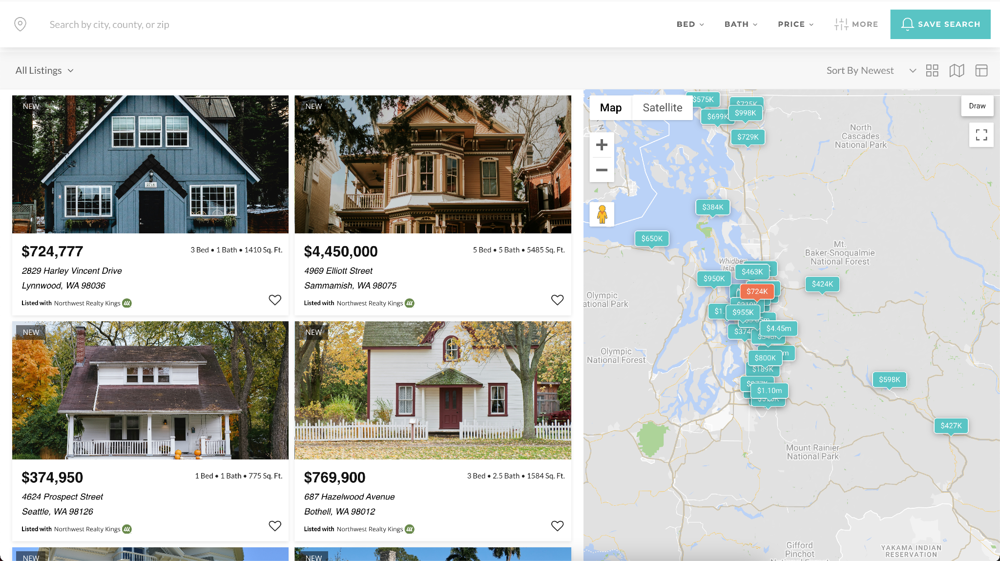 Search by city, county, or zip
BED
BATH
PRICE
MORE
SAVE SEARCH
All Listings
Sort By Newest
NEW
$724,777
3 Bed • 1 Bath • 1410 Sq. Ft.
2829 Harley Vincent Drive
Lynnwood, WA 98036
Listed with Northwest Realty Kings
NEW
$4,450,000
5 Bed • 5 Bath • 5485 Sq. Ft.
4969 Elliott Street
Sammamish, WA 98075
Listed with Northwest Realty Kings
NEW
$374,950
1 Bed • 1 Bath • 775 Sq. Ft.
4624 Prospect Street
Seattle, WA 98126
Listed with Northwest Realty Kings
NEW
$769,900
3 Bed • 2.5 Bath • 1584 Sq. Ft.
687 Hazelwood Avenue
Bothell, WA 98012
Listed with Northwest Realty Kings
NEW
NEW
Map
Satellite
Draw
$575K
$725K
$699K
$998K
$729K
North
Cascades
National Park
$384K
$650K
Mt.
Baker-Snoqualmie
National Forest
Whidbey
$463K
$950K
$424K
$724K
Olympic
ational Park
$1.
$955K
$4.45m
$374
Olympic
National Forest
$800K
$189K
$598K
$1.10m
$427K
Mount Rainier
National Park
Gifford
Pinchot
YAKAMA INDIAN
RESERVATION